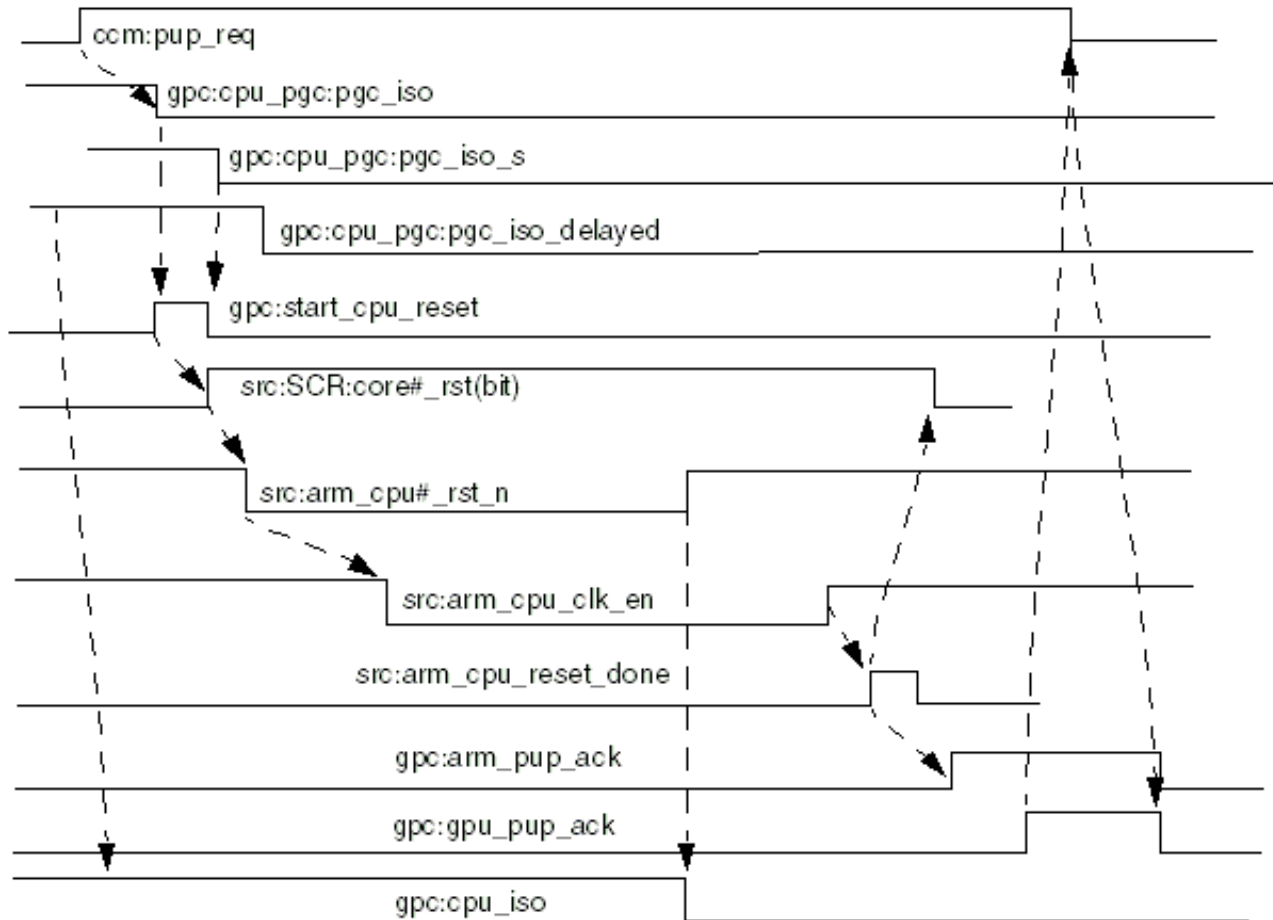 ccm:pup_req
gpc:cpu_pgc:pgc_iso
gpc:cpu_pgc:pgc_iso_s
gpc:cpu_pgc:pgc_iso_delayed
gpc:start_cpu_reset
src:SCR:core#_rst(bit)
src:arm_cpu#_rst_n
src:arm_cpu_clk_en
src:arm_cpu_reset_done
gpc:arm_pup_ack
gpc:gpu_pup_ack
gpc:cpu_iso